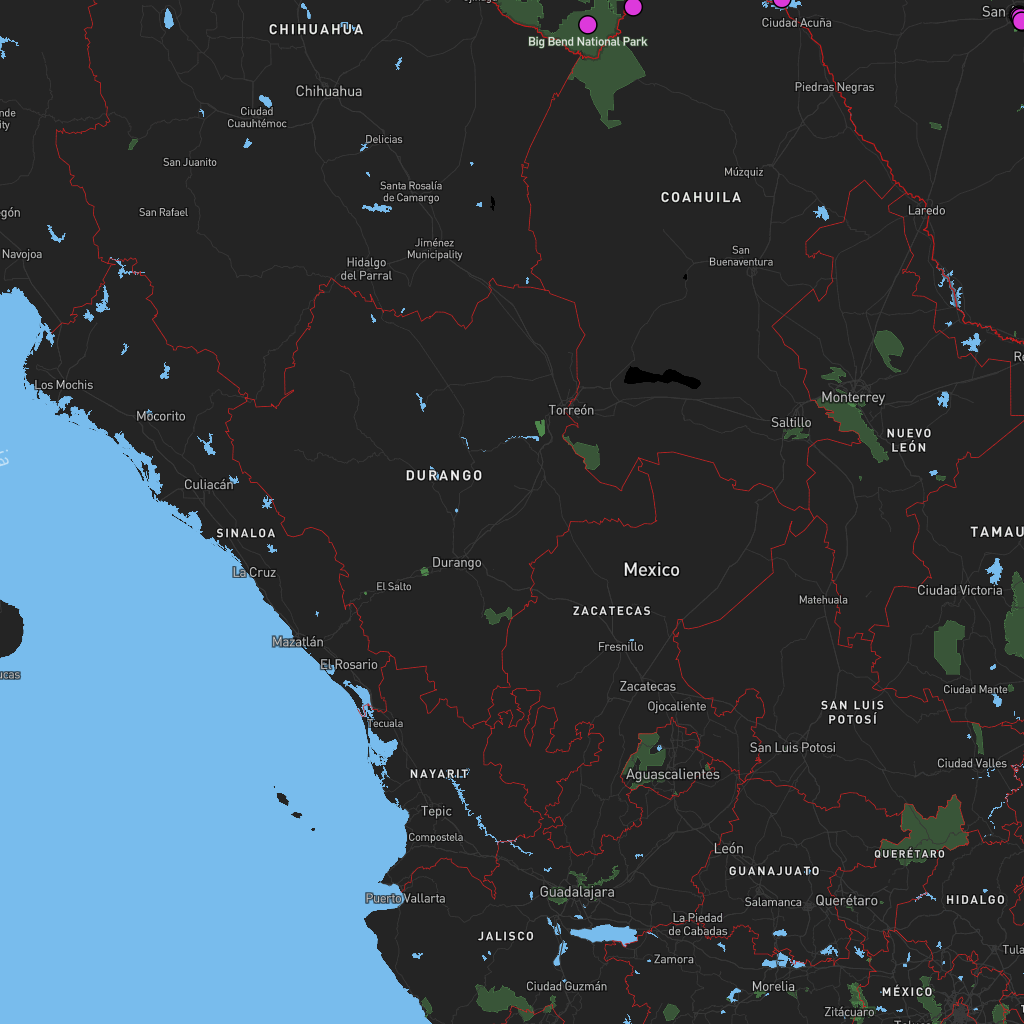 CHIHUAHUA
San
Ciudad Acuña
Big Bend National Park
Chihuahua
Piedras Negras
Ciudad
Cuauhtémoc
Delicias
San Juanito
Múzquiz
Santa Rosalía
de Camargo
COAHUILA
San Rafael
Laredo
Navojoa
Jiménez
Municipality
San
Buenaventura
Hidalgo
del Parral
Los Mochis
Monterrey
Mocorito
Torreón
Saltillo
NUEVO
LEÓN
DURANGO
Culiacán
SINALOA
TAMAU
Durango
Mexico
La Cruz
El Salto
Ciudad Victoria
Matehuala
ZACATECAS
Mazatlán
Fresnillo
El Rosario
ucas
Zacatecas
Ciudad Mante
Ojocaliente
SAN LUIS
POTOSÍ
Tecuala
San Luis Potosi
Ciudad Valles
NAYARIT
Aguascalientes
Tepic
Compostela
León
QUERÉTARO
GUANAJUATO
Puerto Vallarta
Guadalajara
Salamanca
Querétaro
HIDALGO
La Piedad
de Cabadas
JALISCO
Tula
Zamora
Ciudad Guzmán
Morelia
MÉXICO
Zitácuaro